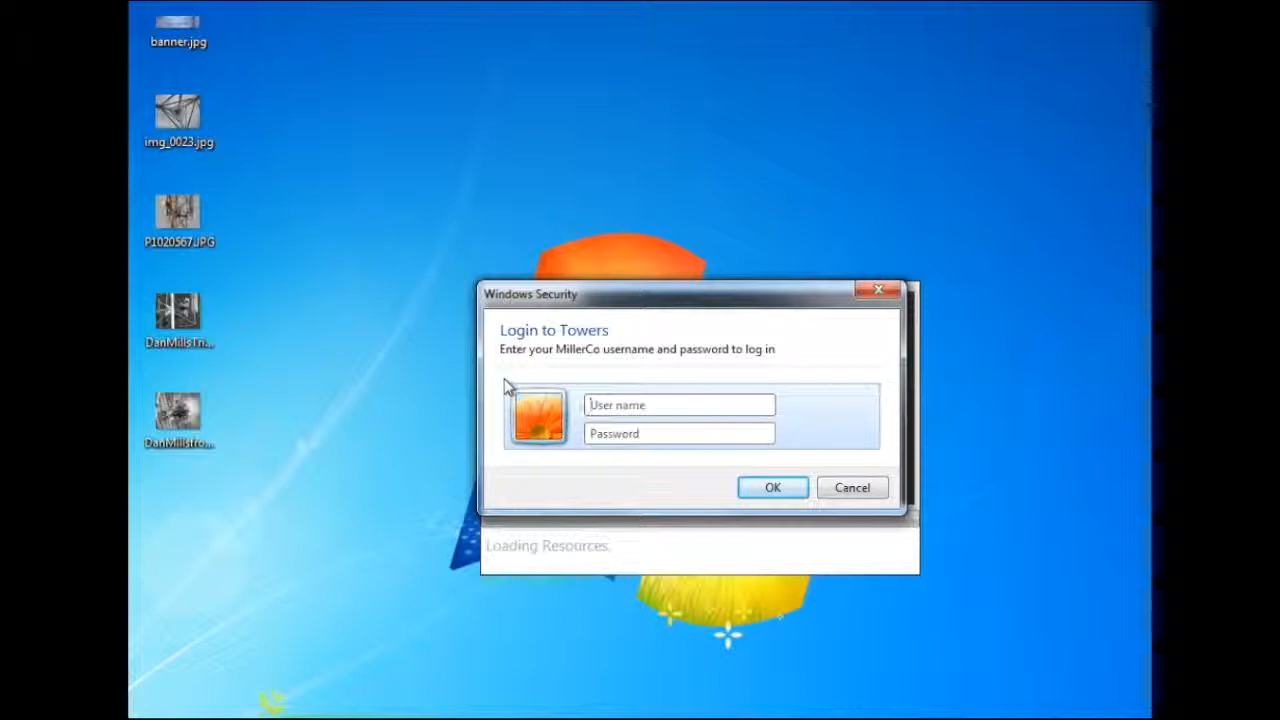 banner.jpg
img_0023.jpg
P1020567.JPG
DanMillsTri...
DanMillsfro...
Windows Security
Login to Towers
Enter your MillerCo username and password to log in
User name
Password
OK
Cancel
Loading Resources.